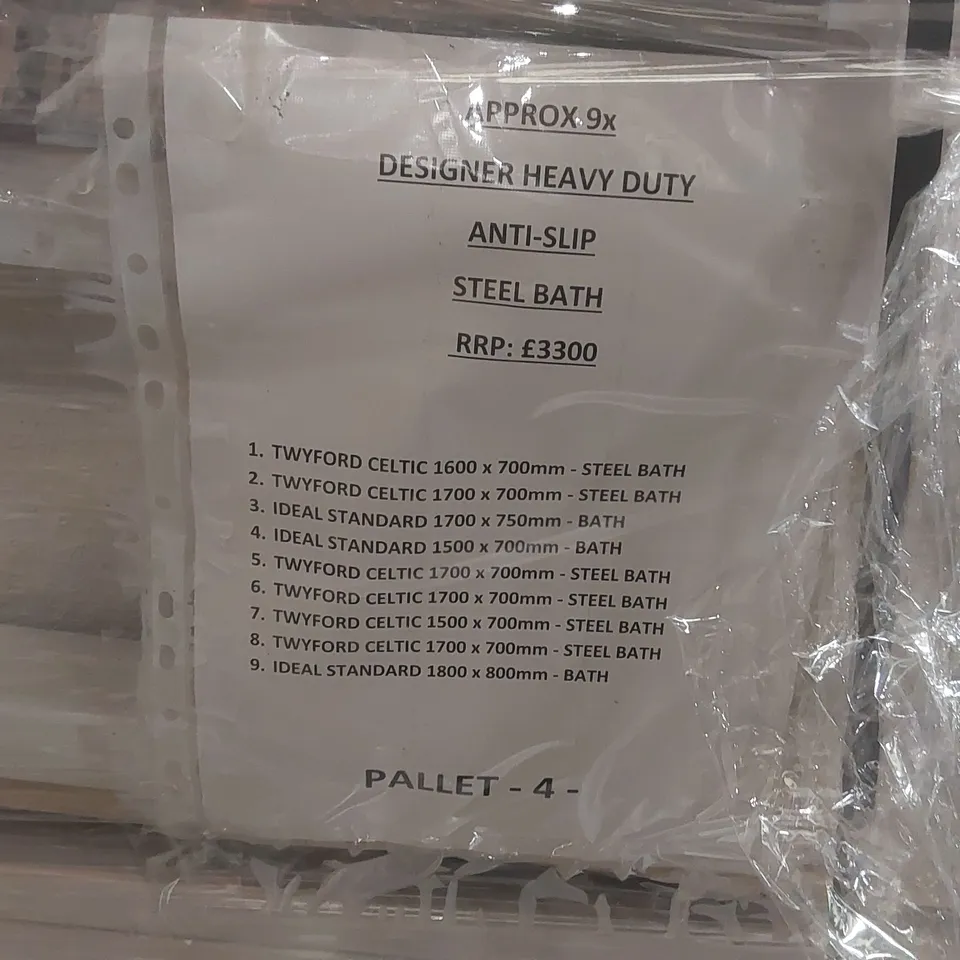 APPROX 9x
DESIGNER HEAVY DUTY
ANTI-SLIP
STEEL BATH
RRP: £3300
1. TWYFORD CELTIC 1600 x 700mm - STEEL BATH
2. TWYFORD CELTIC 1700 x 700mm - STEEL BATH
3. IDEAL STANDARD 1700 x 750mm - BATH
4. IDEAL STANDARD 1500 x 700mm - BATH
5. TWYFORD CELTIC 1700 x 700mm - STEEL BATH
6. TWYFORD CELTIC 1700 x 700mm - STEEL BATH
7. TWYFORD CELTIC 1500 x 700mm - STEEL BATH
8. TWYFORD CELTIC 1700 x 700mm - STEEL BATH
9. IDEAL STANDARD 1800 x 800mm - BATH
PALLET - 4 -